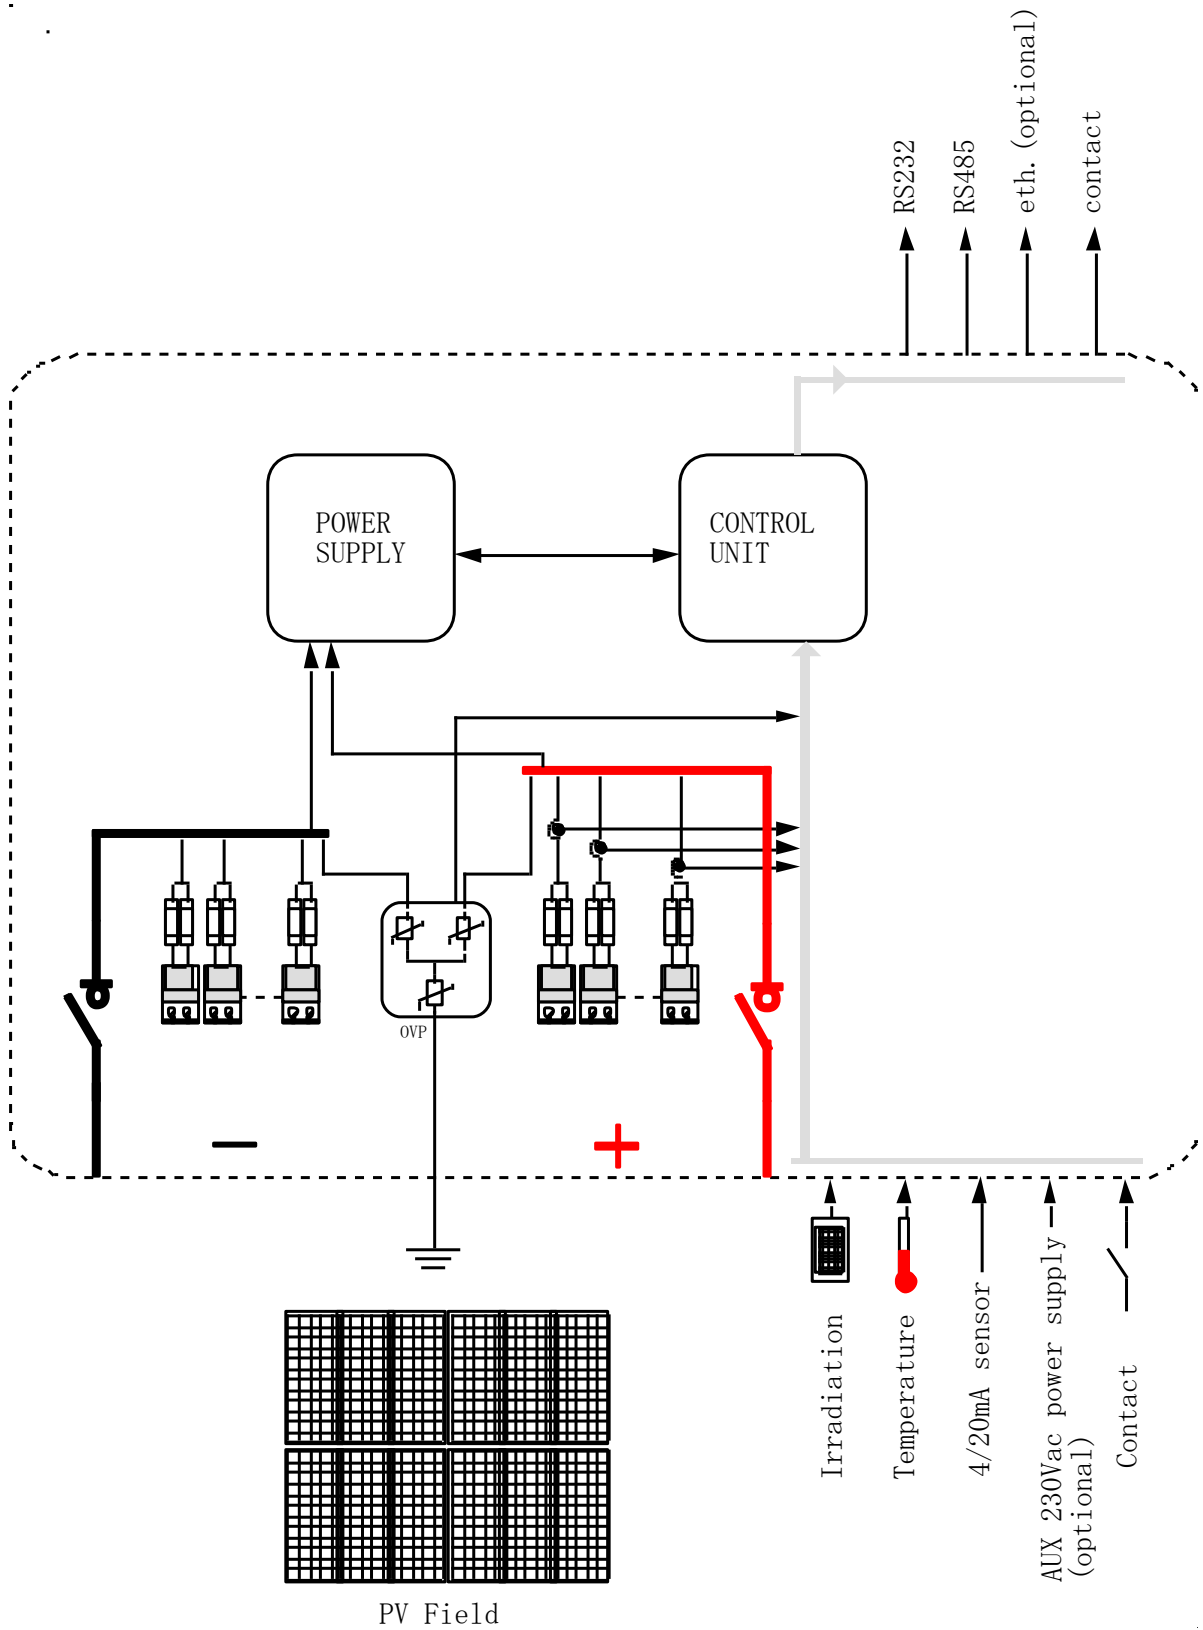 RS232
RS485
eth. (optional)
contact
POWER
SUPPLY
CONTROL
UNIT
OVP
Irradiation
Temperature
4/20mA sensor
AUX 230Vac power supply
(optional)
Contact
PV Field